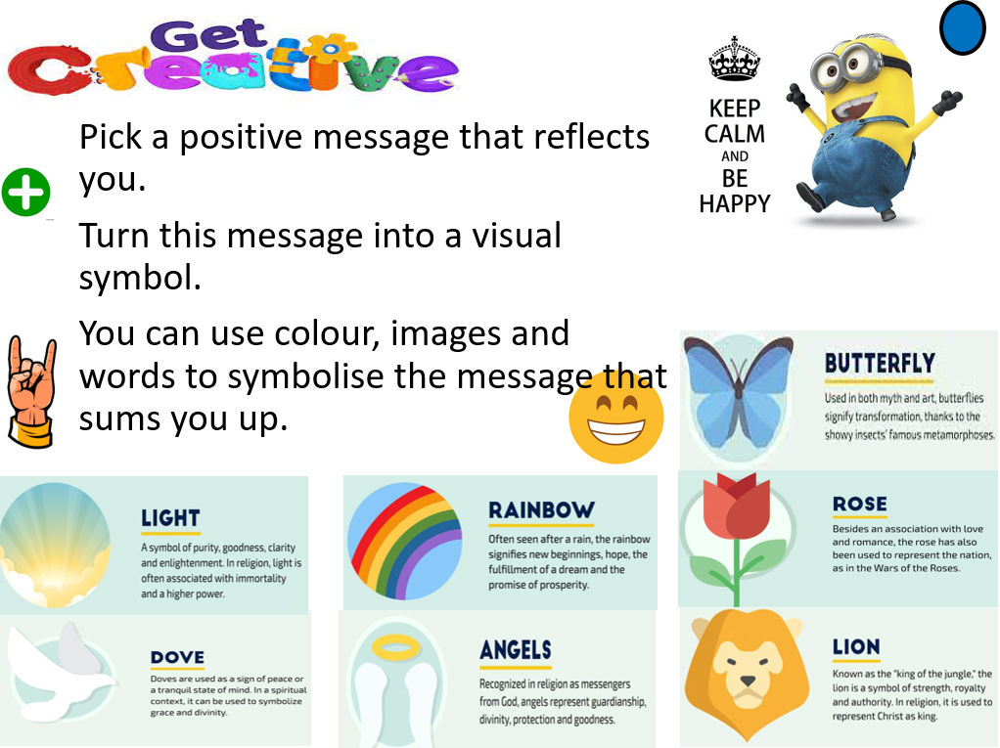 Get
Creative
KEEP
CALM
AND
BE
HAPPY
Pick a positive message that reflects
you.
Turn this message into a visual
symbol.
You can use colour, images and
words to symbolise the message that
sums you up.
BUTTERFLY
Used in both myth and art, butterflies
signify transformation, thanks to the
showy insects' famous metamorphoses.
LIGHT
A symbol of purity, goodness, clarity
and enlightenment. In religion, light is
often associated with immortality
and a higher power.
RAINBOW
Often seen after a rain, the rainbow
signifies new beginnings, hope, the
fulfillment of a dream and the
promise of prosperity.
ROSE
Besides an association with love
and romance, the rose has also
been used to represent the nation,
as in the Wars of the Roses.
DOVE
Doves are used as a sign of peace or
a tranquil state of mind. In a spiritual
context, it can be used to symbolize
grace and divinity.
ANGELS
Recognized in religion as messengers
from God, angels represent guardianship,
divinity, protection and goodness.
LION
Known as the "king of the jungle," the
lion is a symbol of strength, royalty
and authority. In religion, it is used to
represent Christ as king.